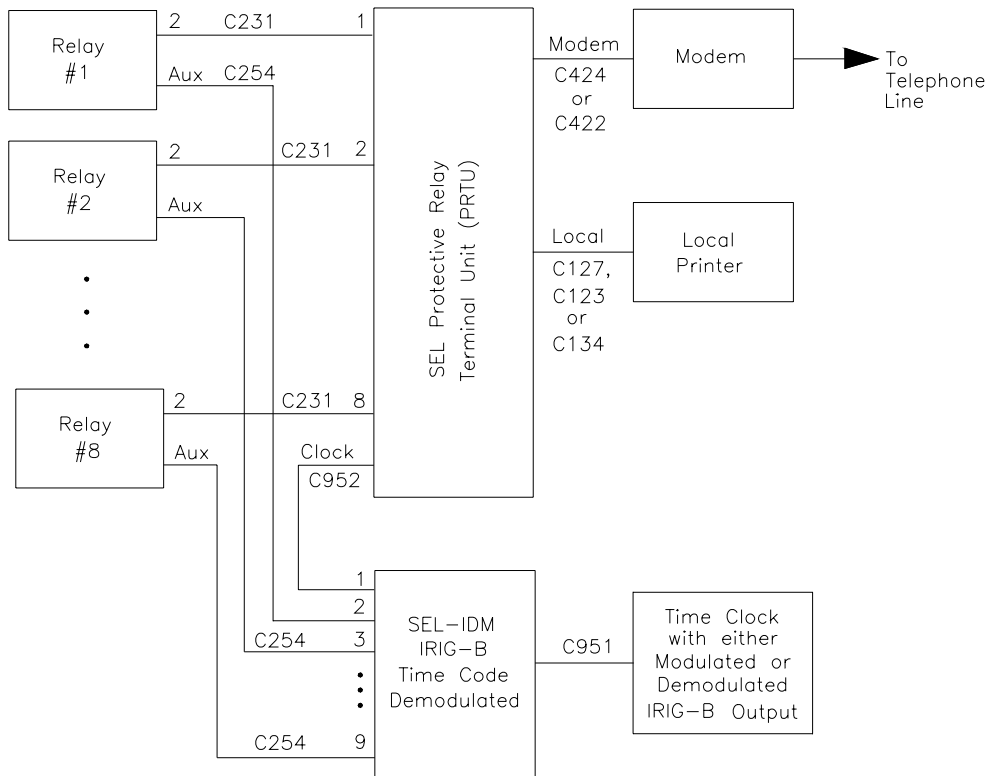 Relay
#1
2
C231
1
Aux
C254
Relay
#2
2
C231
2
Aux
Relay
#8
2
C231
8
Aux
Clock
C952
SEL Protective Relay
Terminal Unit (PRTU)
Modem
C424
or
C422
Modem
To
Telephone
Line
Local
C127,
C123
or
C134
Local
Printer
1
2
C254
3
C254
9
SEL-IDM
IRIG-B
Time Code
Demodulated
C951
Time Clock
with either
Modulated or
Demodulated
IRIG-B Output